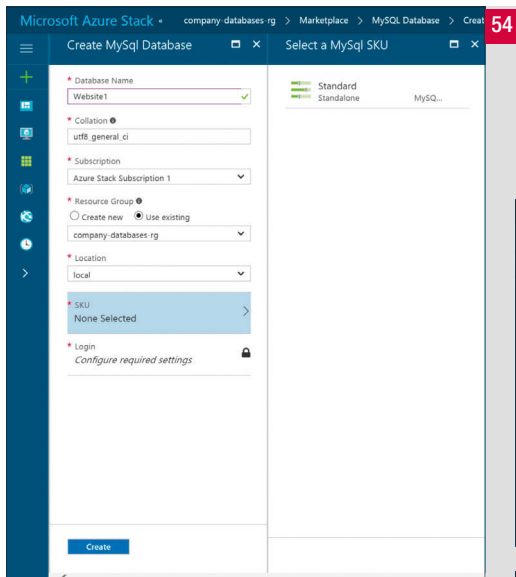 Microsoft Azure Stack « company-databases-rg > Marketplace > MySQL Database > Creat
54
Create MySql Database
Select a MySql SKU
* Database Name
Website1
* Collation
utf8_general_ci
* Subscription
Azure Stack Subscription 1
* Resource Group
Create new Use existing
company-databases-rg
* Location
local
* SKU
None Selected
* Login
Configure required settings
Create
Standard
Standalone MySQ...